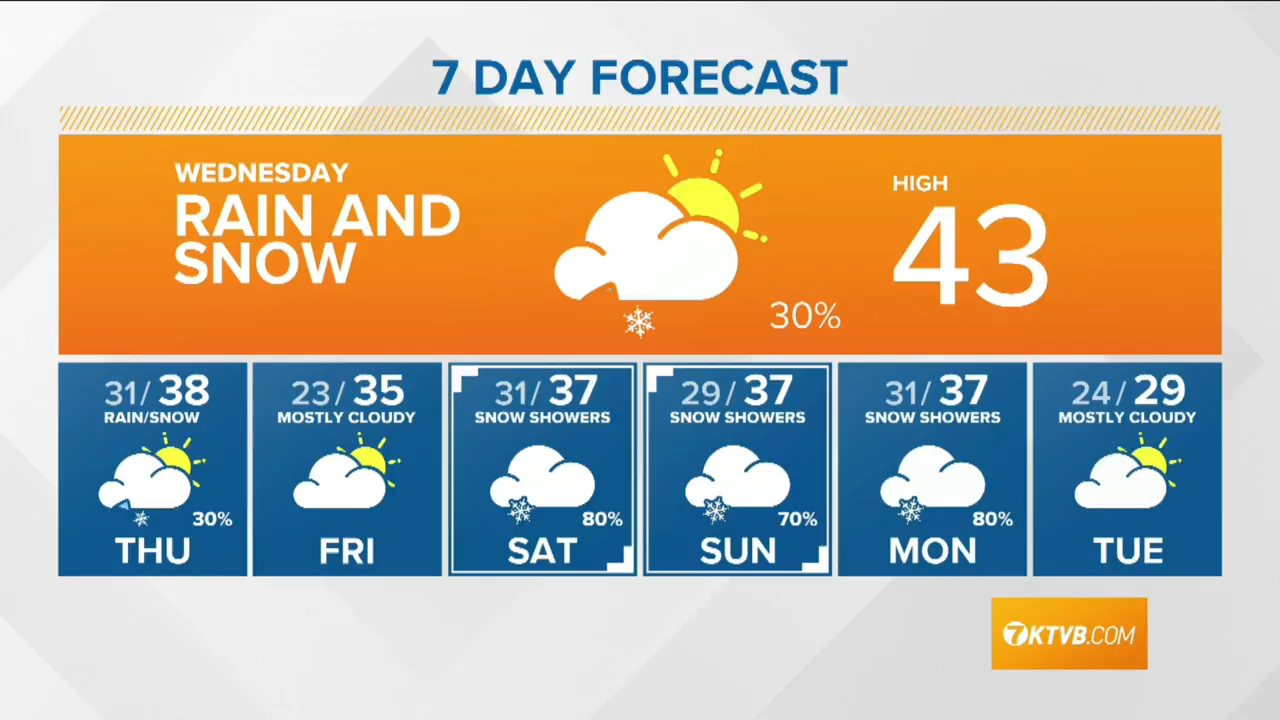 7 DAY FORECAST
WEDNESDAY
RAIN AND
SNOW
30%
HIGH
43
31/38
RAIN/SNOW
30%
THU
23/35
MOSTLY CLOUDY
FRI
31/37
SNOW SHOWERS
80%
SAT
29/37
SNOW SHOWERS
70%
SUN
31/37
SNOW SHOWERS
80%
MON
24/29
MOSTLY CLOUDY
TUE
7KTVB.COM